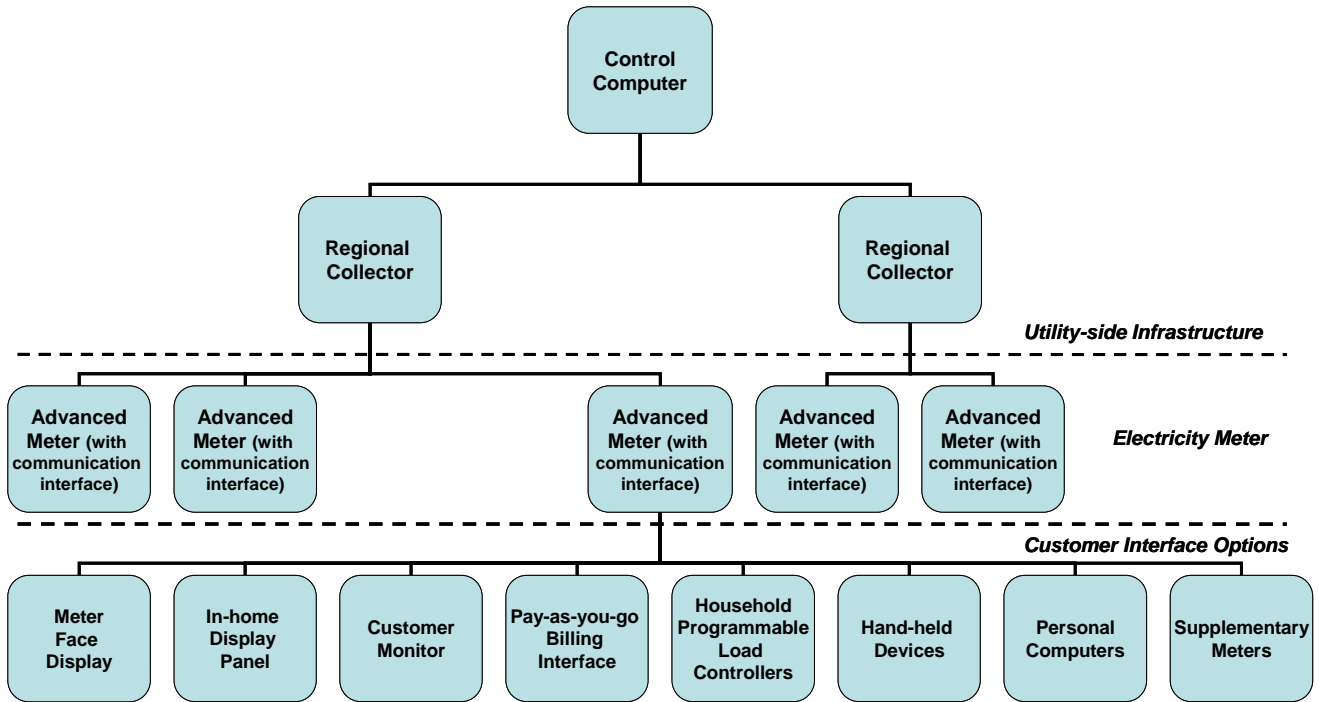 Control
Computer
Regional
Collector
Regional
Collector
Utility-side Infrastructure
Advanced
Meter (with
communication
interface)
Advanced
Meter (with
communication
interface)
Advanced
Meter (with
communication
interface)
Advanced
Meter (with
communication
interface)
Advanced
Meter (with
communication
interface)
Electricity Meter
Customer Interface Options
Meter
Face
Display
In-home
Display
Panel
Customer
Monitor
Pay-as-you-go
Billing
Interface
Household
Programmable
Load
Controllers
Hand-held
Devices
Personal
Computers
Supplementary
Meters